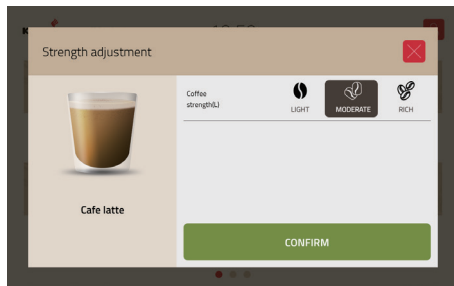 Strength adjustment
Coffee
strength(L)
LIGHT
MODERATE
RICH
Cafe latte
CONFIRM